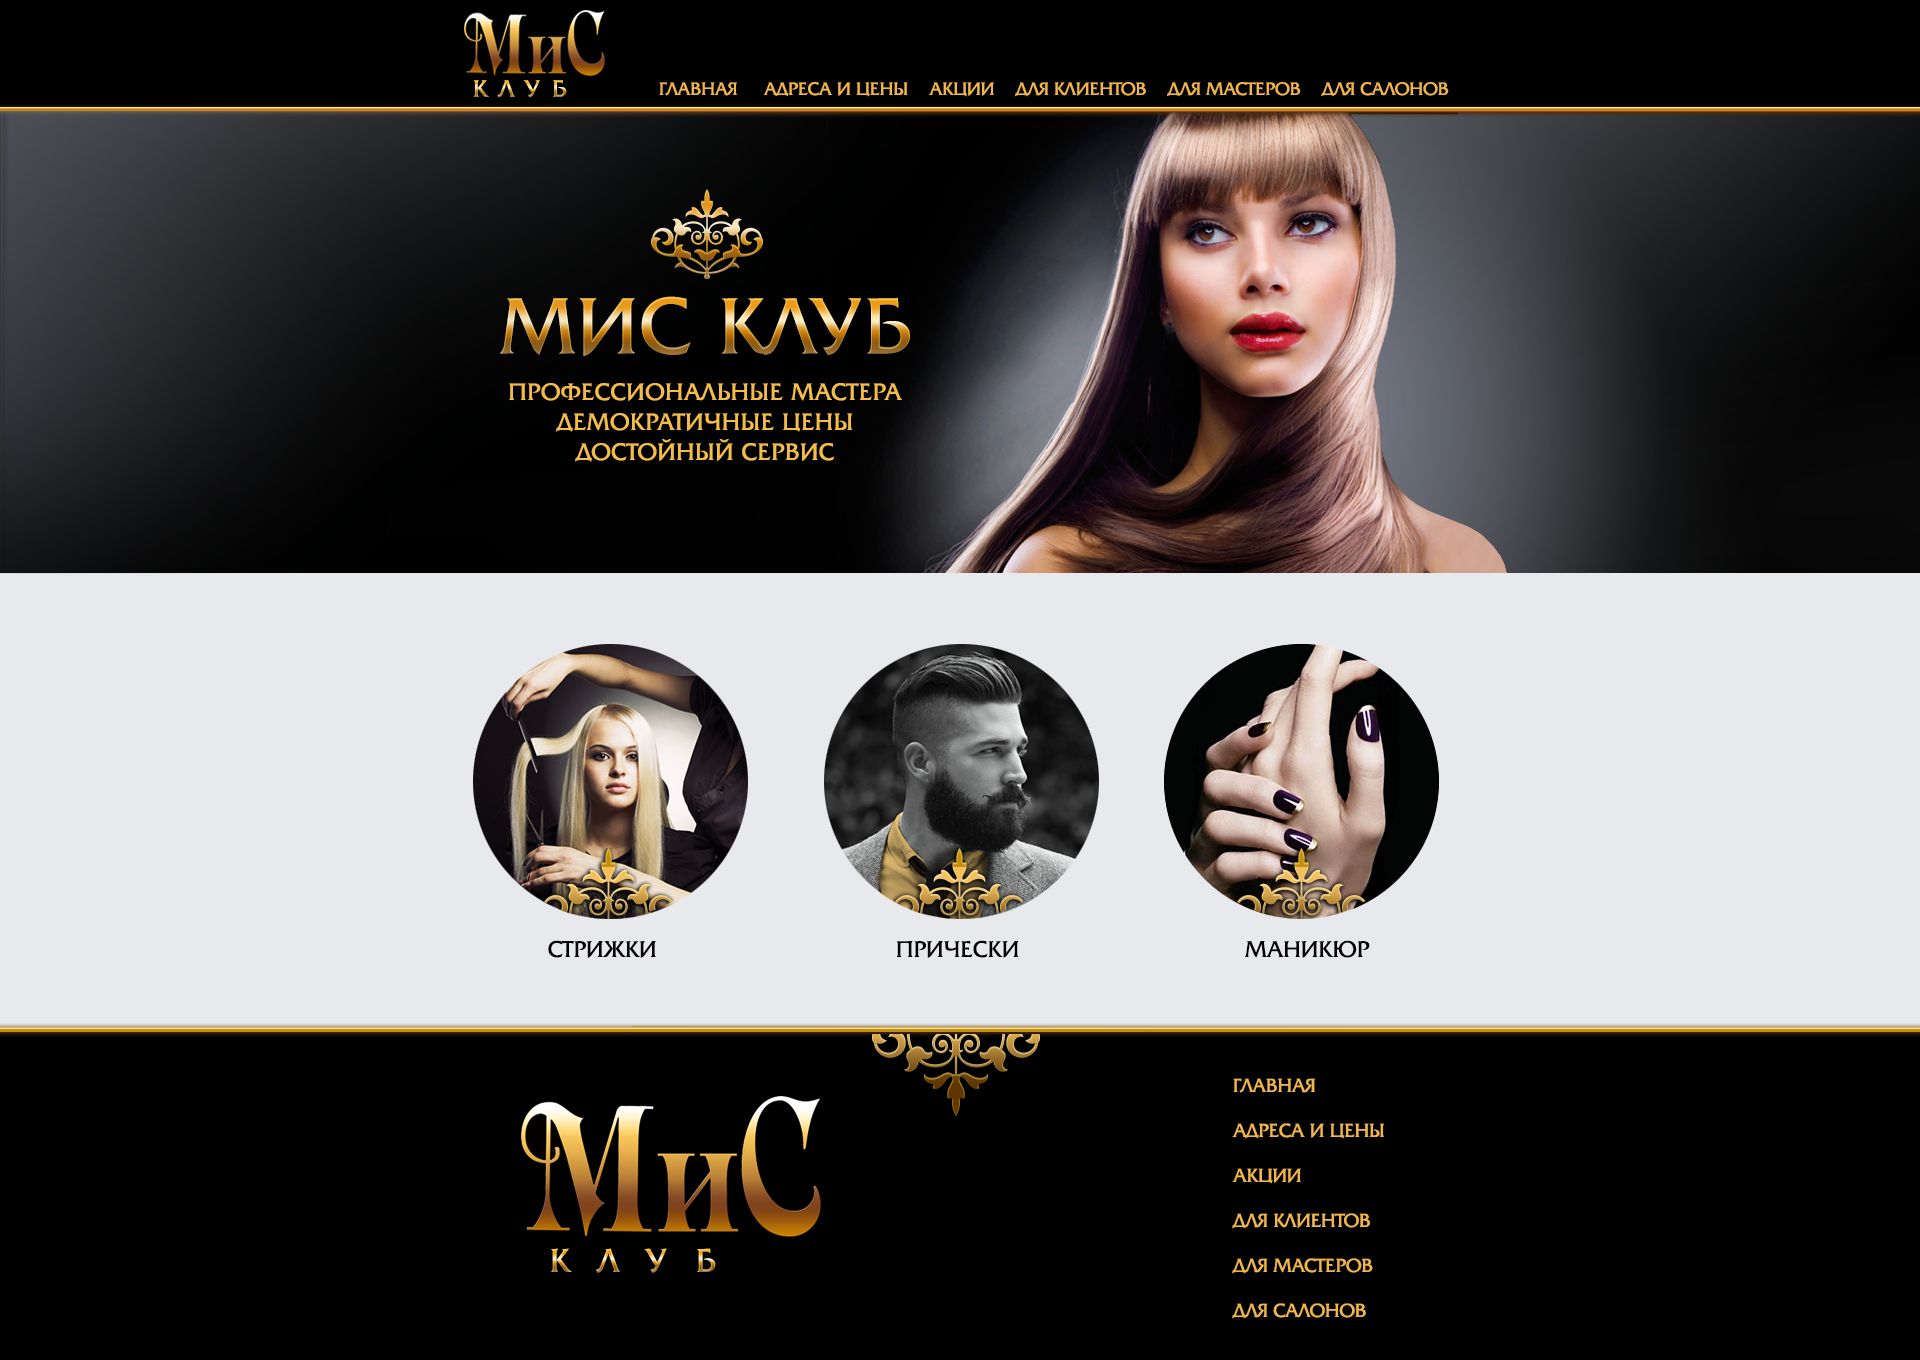 МиС
КЛУБ
ГЛАВНАЯ АДРЕСА И ЦЕНЫ АКЦИИ ДЛЯ КЛИЕНТОВ ДЛЯ МАСТЕРОВ ДЛЯ САЛОНОВ
МИС КЛУБ
ПРОФЕССИОНАЛЬНЫЕ МАСТЕРА
ДЕМОКРАТИЧНЫЕ ЦЕНЫ
ДОСТОЙНЫЙ СЕРВИС
СТРИЖКИ
ПРИЧЕСКИ
МАНИКЮР
МиС
КЛУБ
ГЛАВНАЯ
АДРЕСА И ЦЕНЫ
АКЦИИ
ДЛЯ КЛИЕНТОВ
ДЛЯ МАСТЕРОВ
ДЛЯ САЛОНОВ